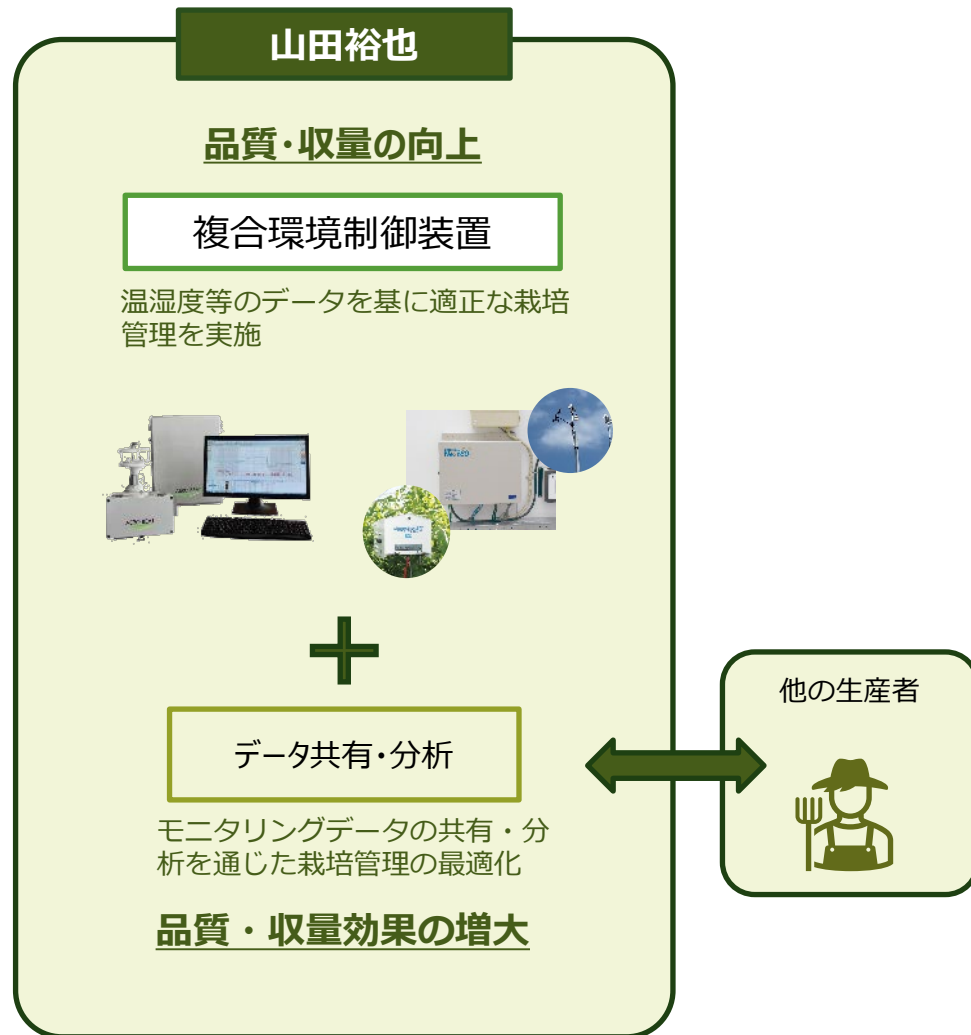 山田裕也
品質・収量の向上
複合環境制御装置
温湿度等のデータを基に適正な栽培
管理を実施
データ共有・分析
モニタリングデータの共有・分
析を通じた栽培管理の最適化
品質・収量効果の増大
他の生産者